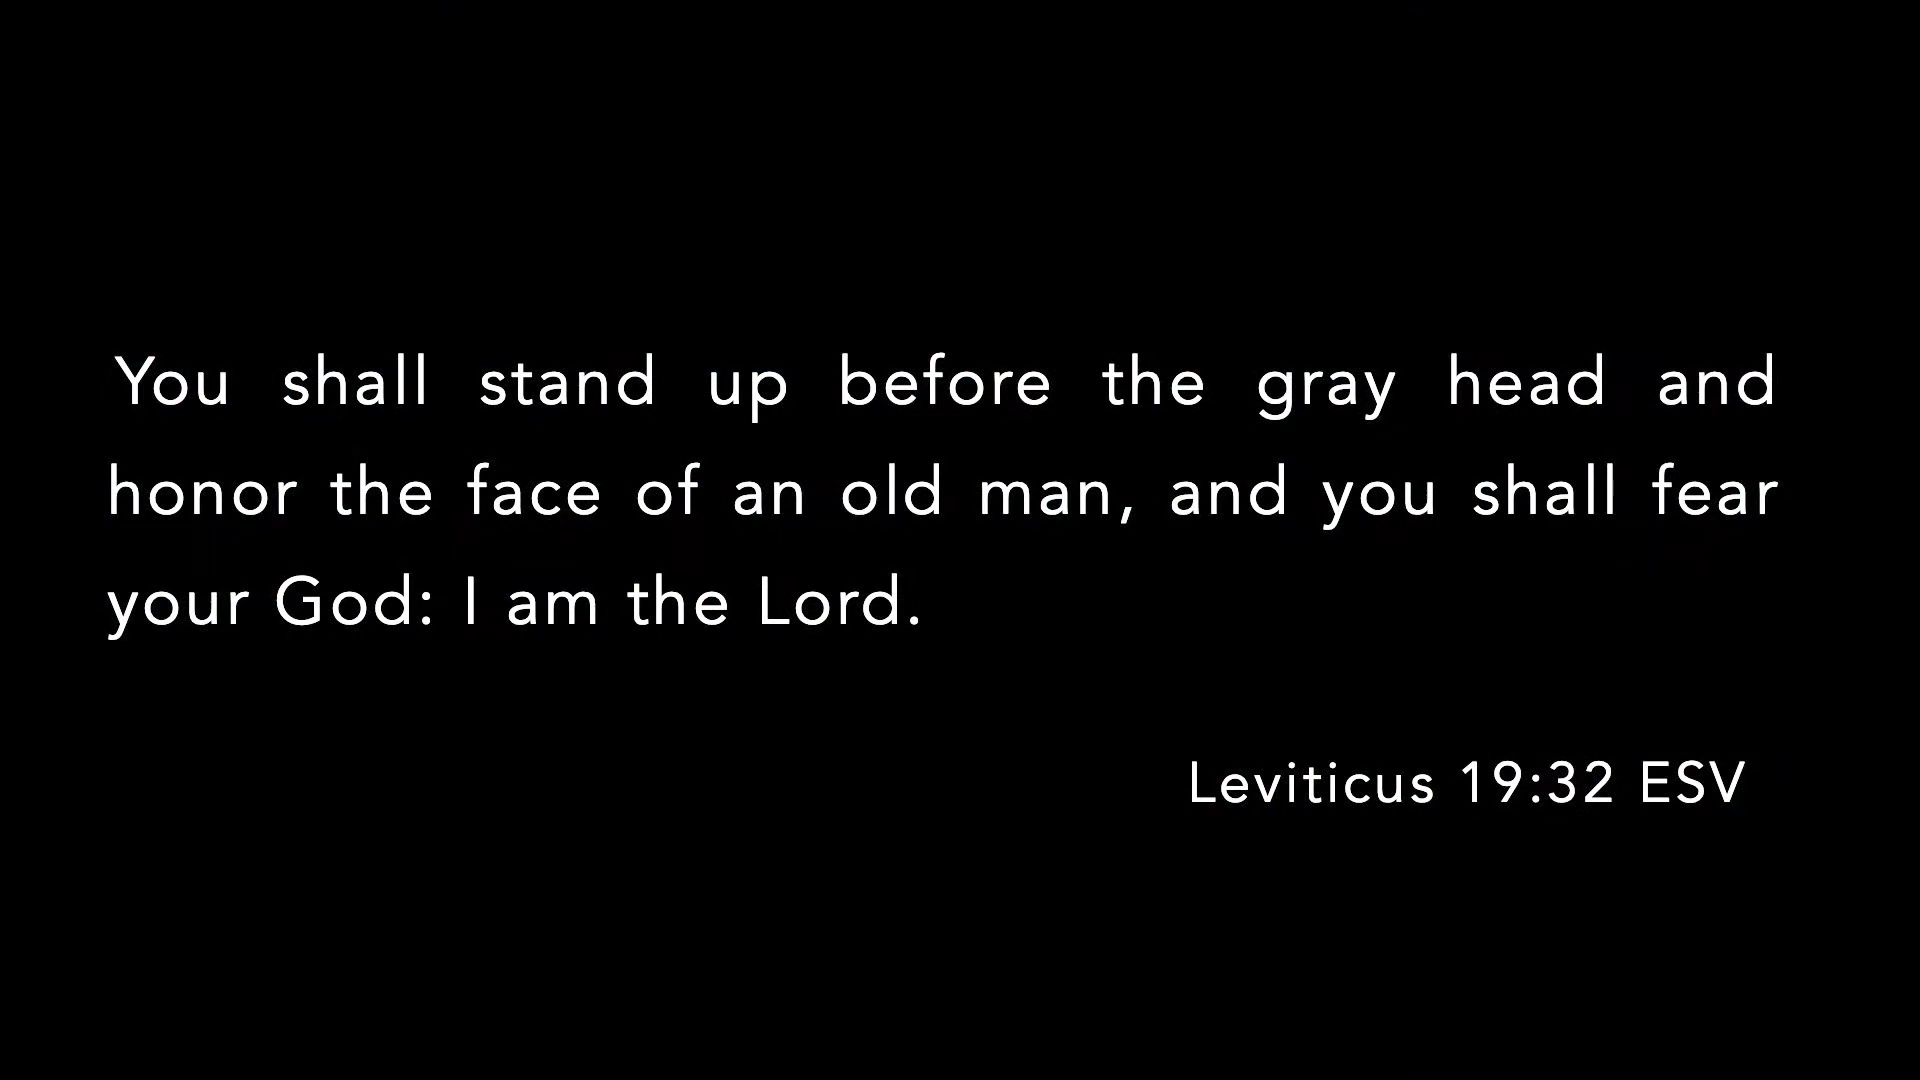 You shall stand up before the gray head and
honor the face of an old man, and you shall fear
your God: I am the Lord.
Leviticus 19:32 ESV